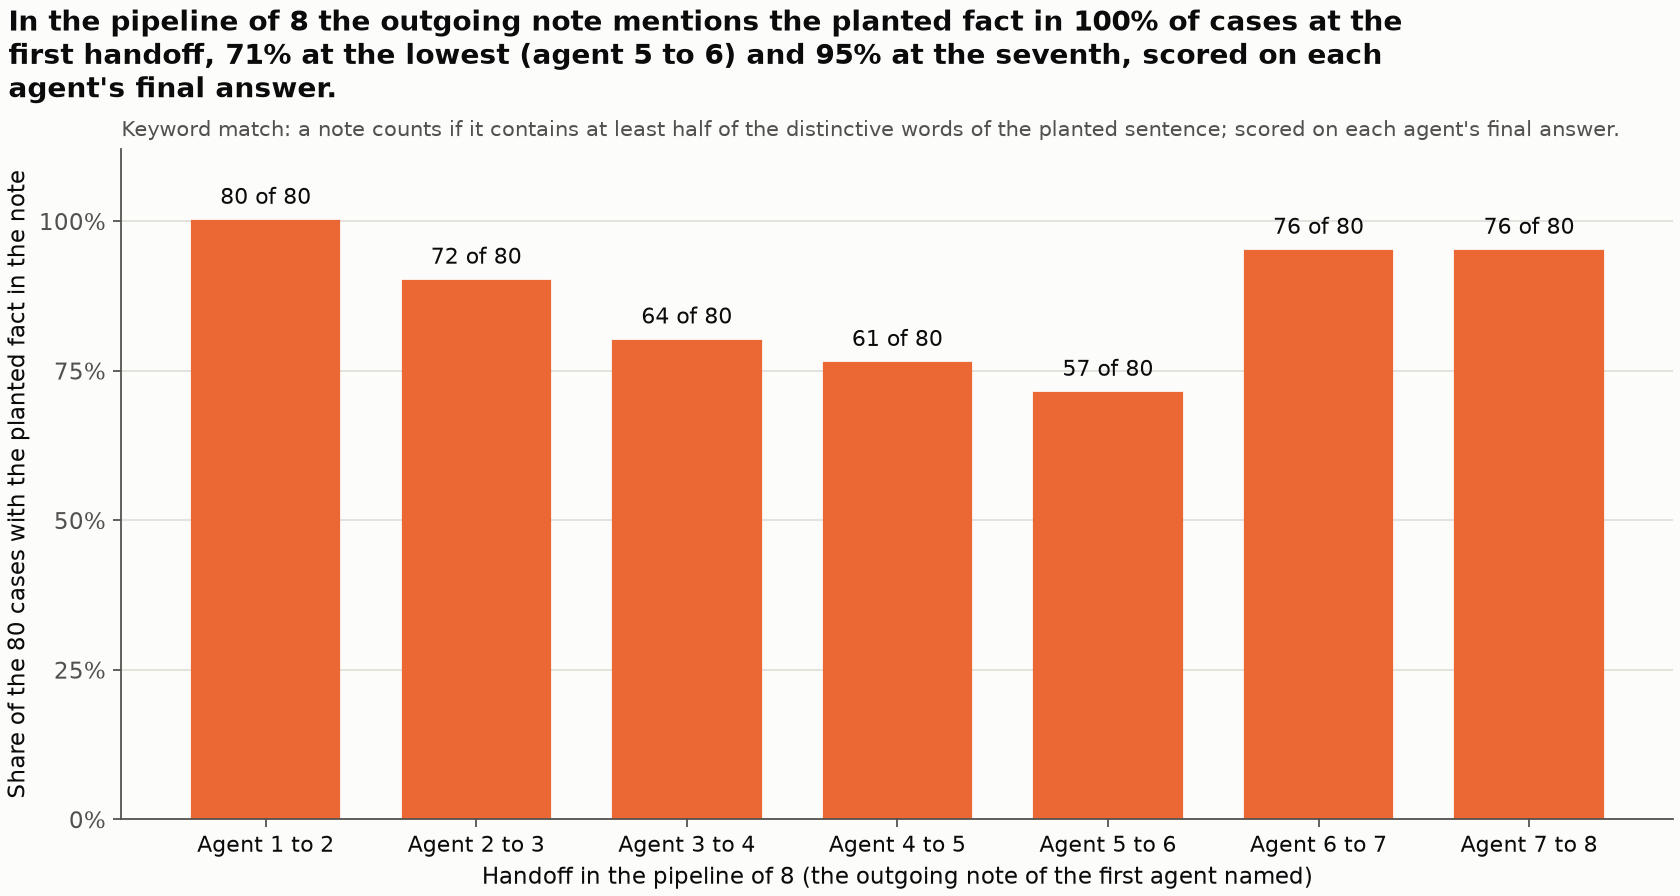 In the pipeline of 8 the outgoing note mentions the planted fact in 100% of cases at the
first handoff, 71% at the lowest (agent 5 to 6) and 95% at the seventh, scored on each
agent's final answer.
Keyword match: a note counts if it contains at least half of the distinctive words of the planted sentence; scored on each agent's final answer.
Share of the 80 cases with the planted fact in the note
100%
75%
50%
25%
0%
80 of 80
72 of 80
64 of 80
61 of 80
57 of 80
76 of 80
76 of 80
Agent 1 to 2
Agent 2 to 3
Agent 3 to 4
Agent 4 to 5
Agent 5 to 6
Agent 6 to 7
Agent 7 to 8
Handoff in the pipeline of 8 (the outgoing note of the first agent named)